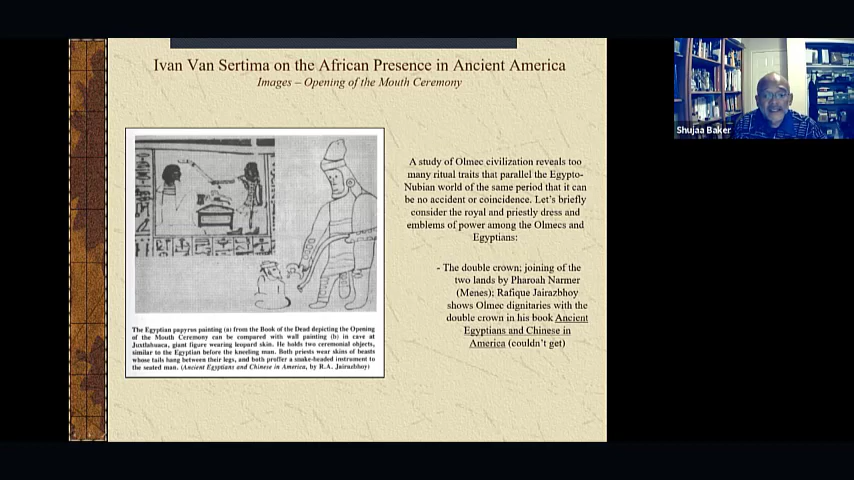 Ivan Van Sertima on the African Presence in Ancient America
Images – Opening of the Mouth Ceremony
The Egyptian papyrus painting (a) from the Book of the Dead depicting the Opening
of the Mouth Ceremony can be compared with wall painting (b) in cave at
Juxtlahuaca, giant figure wearing leopard skin. He holds two ceremonial objects,
similar to the Egyptian before the kneeling man. Both priests wear skins of beasts
whose tails hang between their legs, and both proffer a snake-headed instrument to
the seated man. (Ancient Egyptians and Chinese in America, by R.A. Jairazbhoy)
A study of Olmec civilization reveals too
many ritual traits that parallel the Egypto-
Nubian world of the same period that it can
be no accident or coincidence. Let's briefly
consider the royal and priestly dress and
emblems of power among the Olmecs and
Egyptians:
- The double crown; joining of the
two lands by Pharoah Narmer
(Menes); Rafique Jairazbhoy
shows Olmec dignitaries with the
double crown in his book Ancient
Egyptians and Chinese in
America (couldn't get)
Shujaa Baker